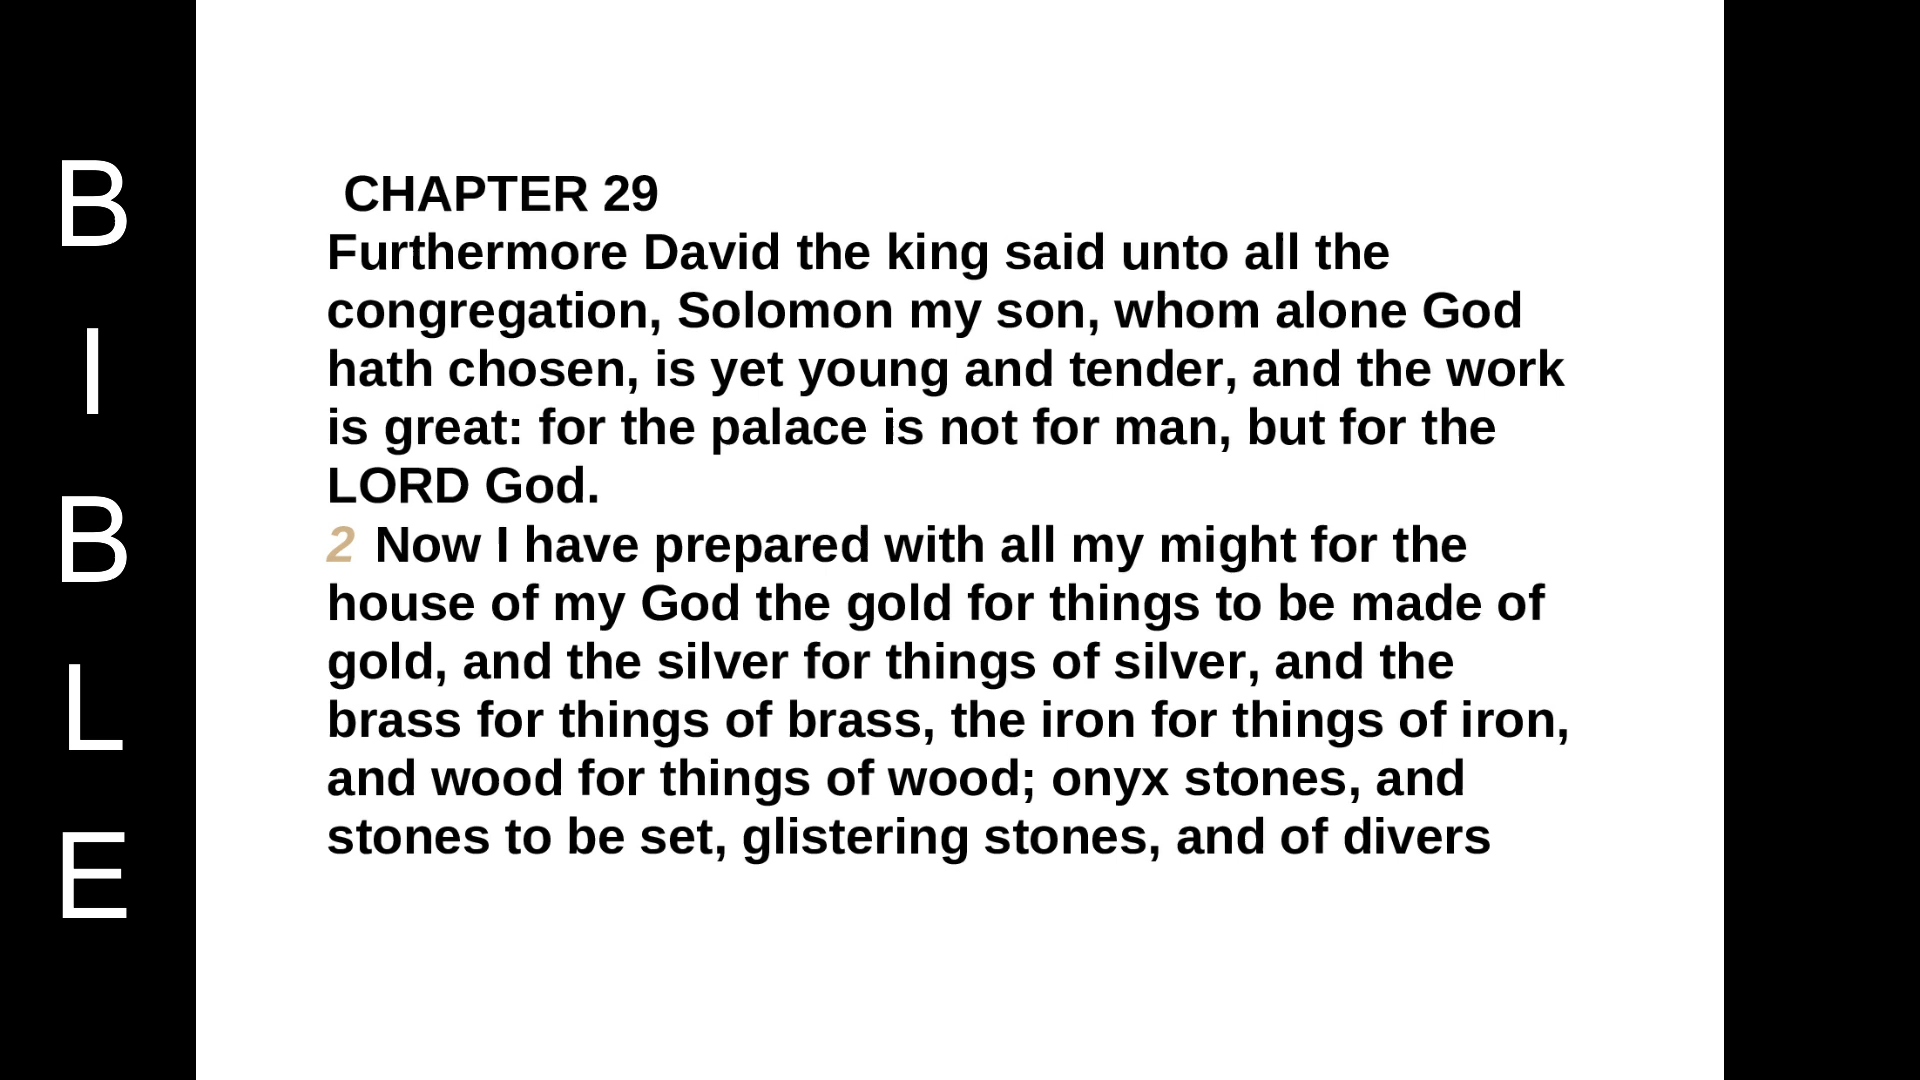 B
I
B
L
E
CHAPTER 29
Furthermore David the king said unto all the
congregation, Solomon my son, whom alone God
hath chosen, is yet young and tender, and the work
is great: for the palace is not for man, but for the
LORD God.
2 Now I have prepared with all my might for the
house of my God the gold for things to be made of
gold, and the silver for things of silver, and the
brass for things of brass, the iron for things of iron,
and wood for things of wood; onyx stones, and
stones to be set, glistering stones, and of divers